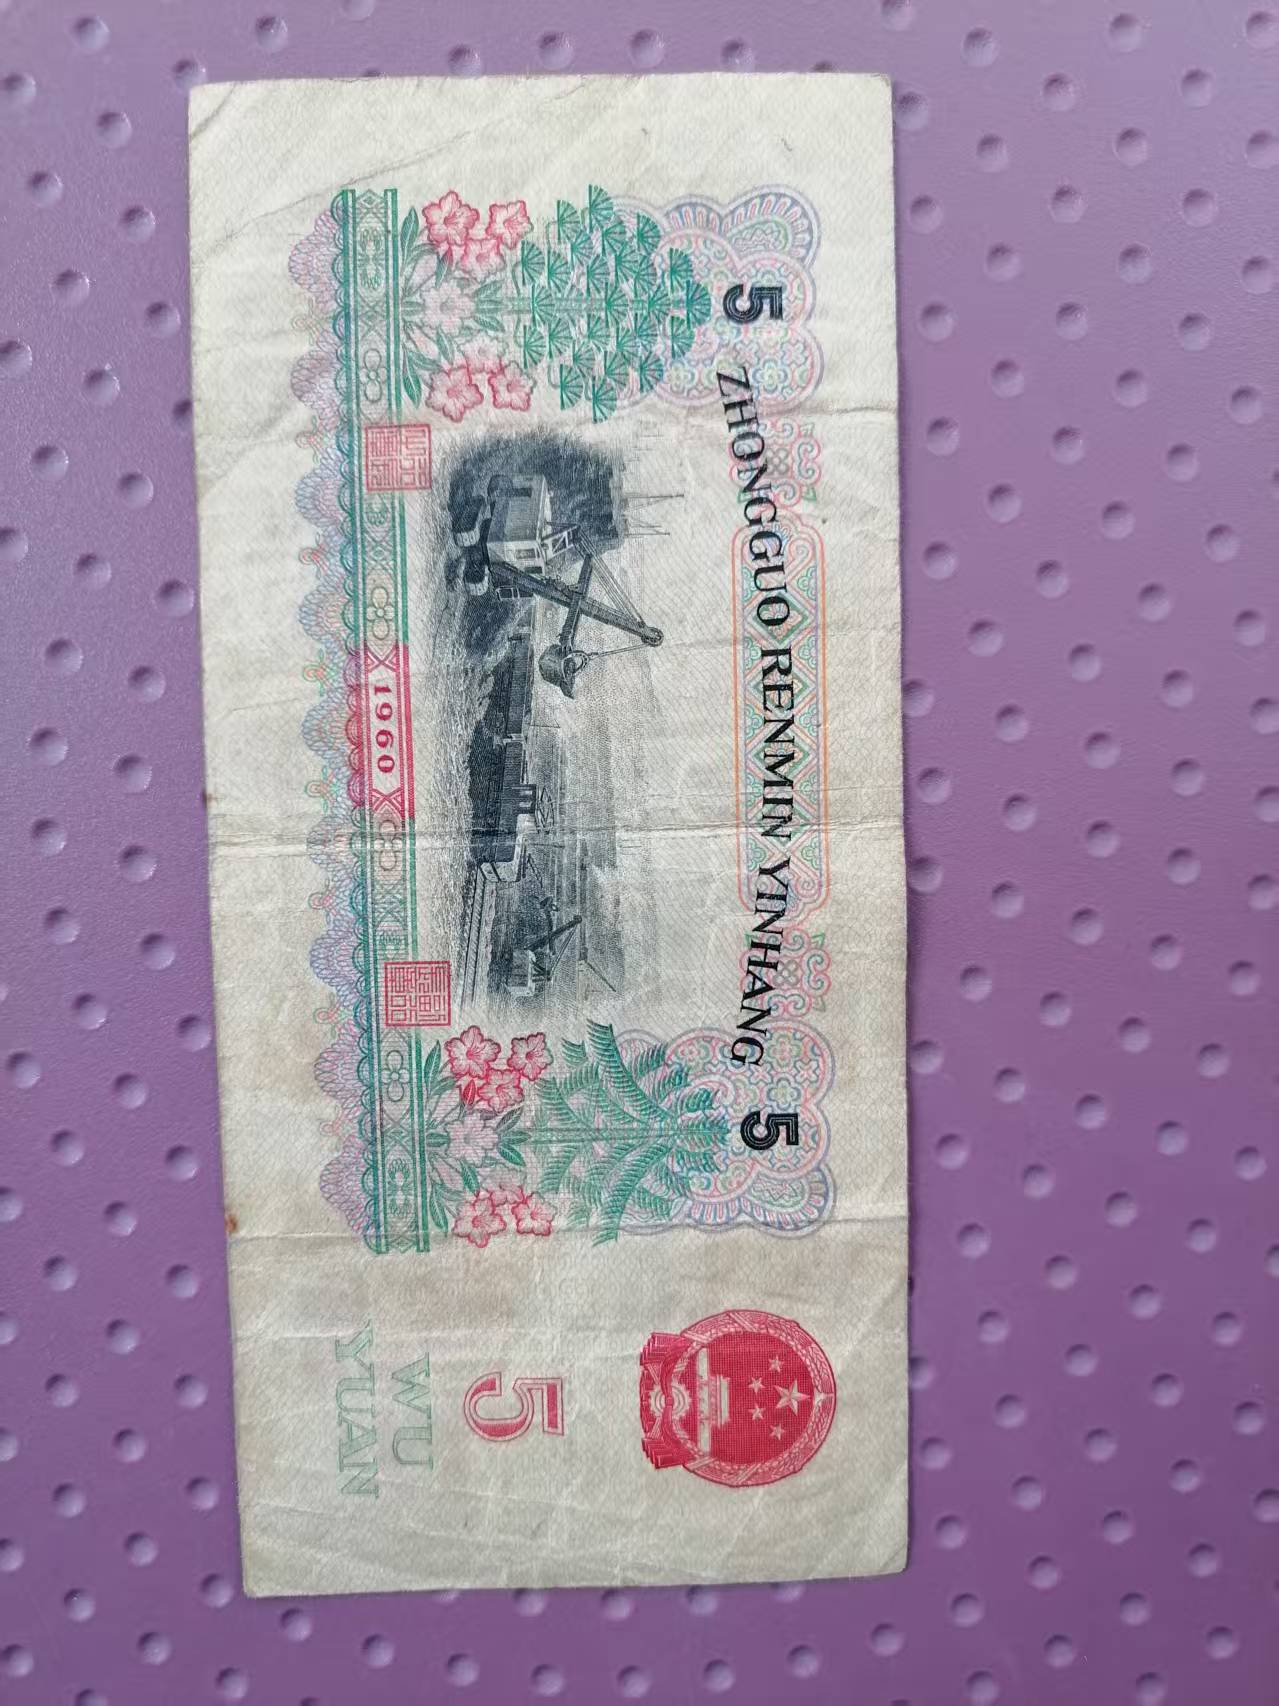 5 ZHONGGUO RENMIN YINHANG 5
5
WU
YUAN
1960